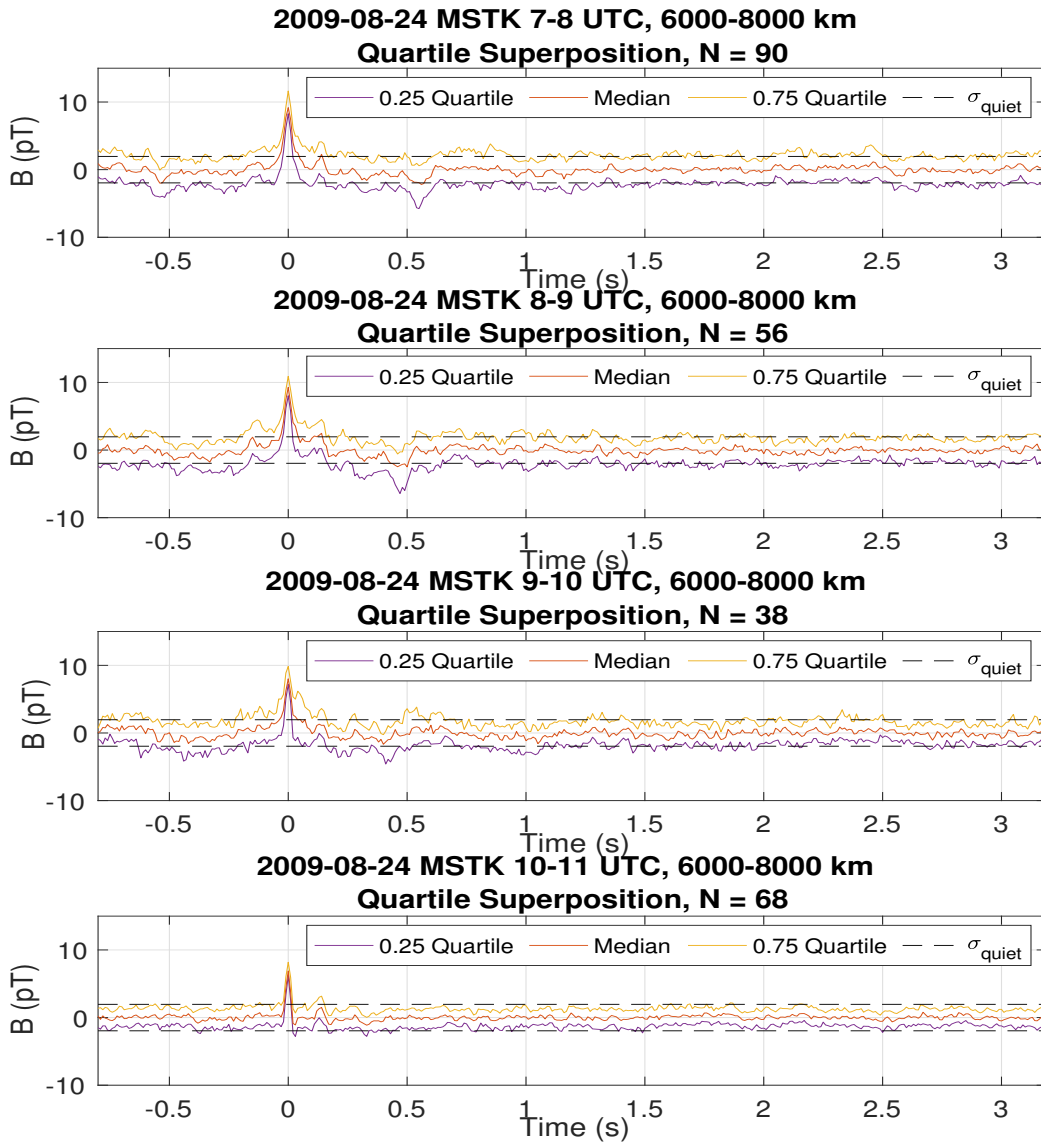 2009-08-24 MSTK 7-8 UTC, 6000-8000 km
Quartile Superposition, N = 90
0.25 Quartile Median 0.75 Quartile σquiet
10
0
-10
B (pT)
-0.5 0 0.5 1 1.5 2 2.5 3
Time (s)
2009-08-24 MSTK 8-9 UTC, 6000-8000 km
Quartile Superposition, N = 56
0.25 Quartile Median 0.75 Quartile σquiet
10
0
-10
B (pT)
-0.5 0 0.5 1 1.5 2 2.5 3
Time (s)
2009-08-24 MSTK 9-10 UTC, 6000-8000 km
Quartile Superposition, N = 38
0.25 Quartile Median 0.75 Quartile σquiet
10
0
-10
B (pT)
-0.5 0 0.5 1 1.5 2 2.5 3
Time (s)
2009-08-24 MSTK 10-11 UTC, 6000-8000 km
Quartile Superposition, N = 68
0.25 Quartile Median 0.75 Quartile σquiet
10
0
-10
B (pT)
-0.5 0 0.5 1 1.5 2 2.5 3
Time (s)